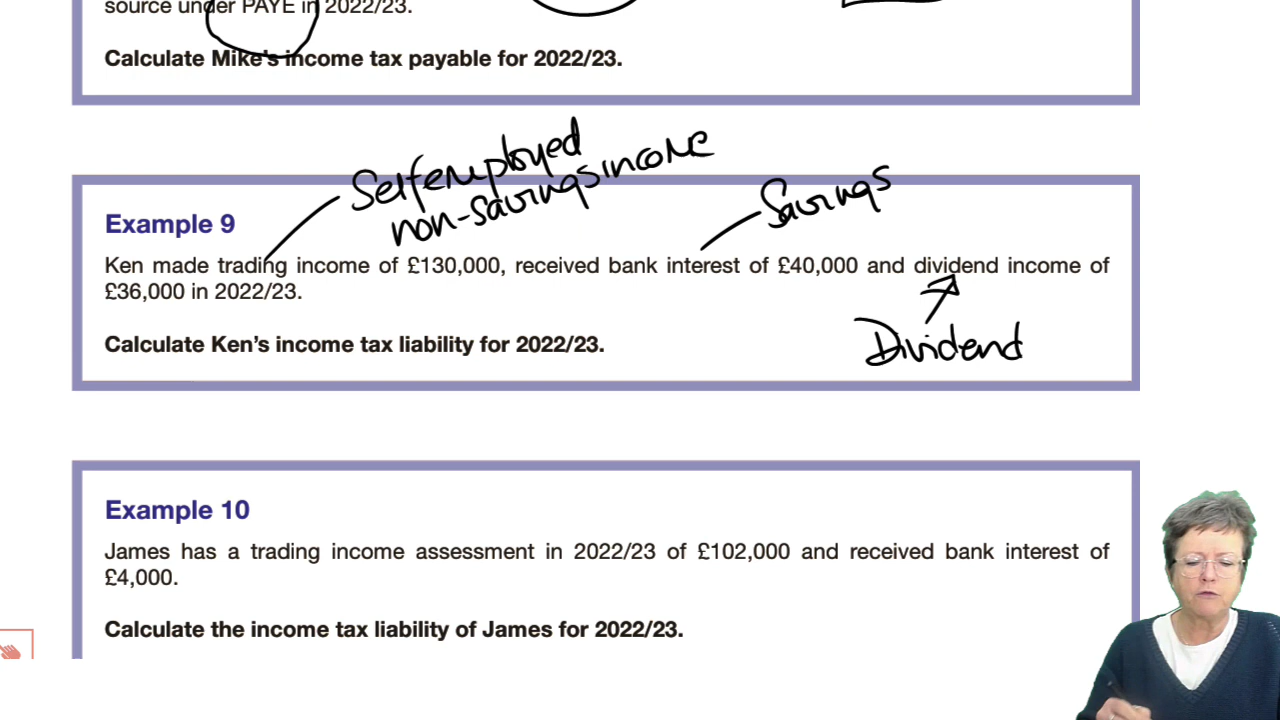 source under PAYE in 2022/23.
Calculate Mike's income tax payable for 2022/23.
Self employed
non-savings income
Savings
Example 9
Ken made trading income of £130,000, received bank interest of £40,000 and dividend income of
£36,000 in 2022/23.
Calculate Ken's income tax liability for 2022/23.
Dividend
Example 10
James has a trading income assessment in 2022/23 of £102,000 and received bank interest of
£4,000.
Calculate the income tax liability of James for 2022/23.